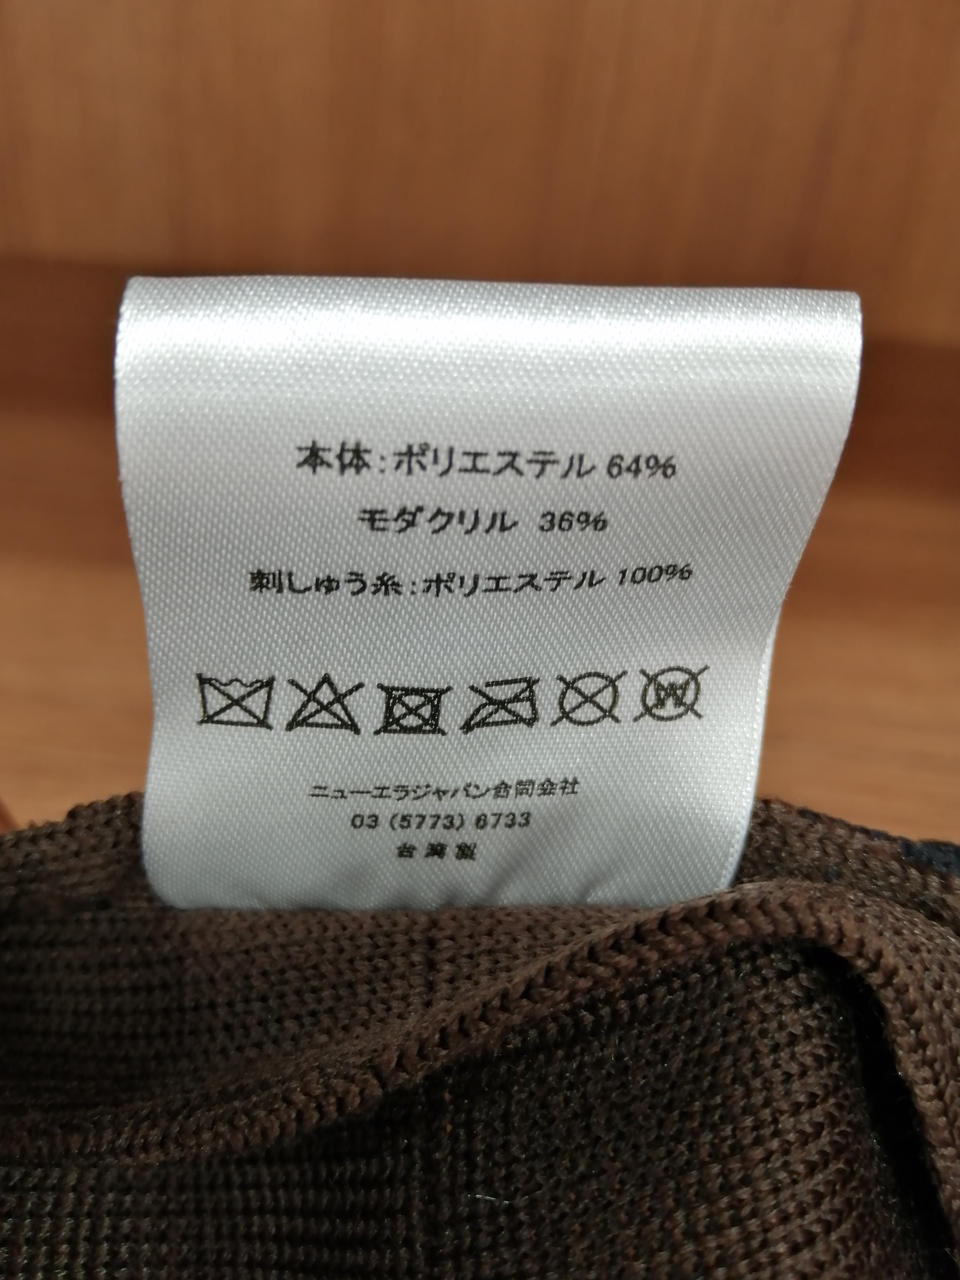 本体:ポリエステル 64%
モダクリル 36%
刺しゅう糸:ポリエステル 100%
W
ニューエラジャパン合同会社
03 (5773) 6733
台湾製